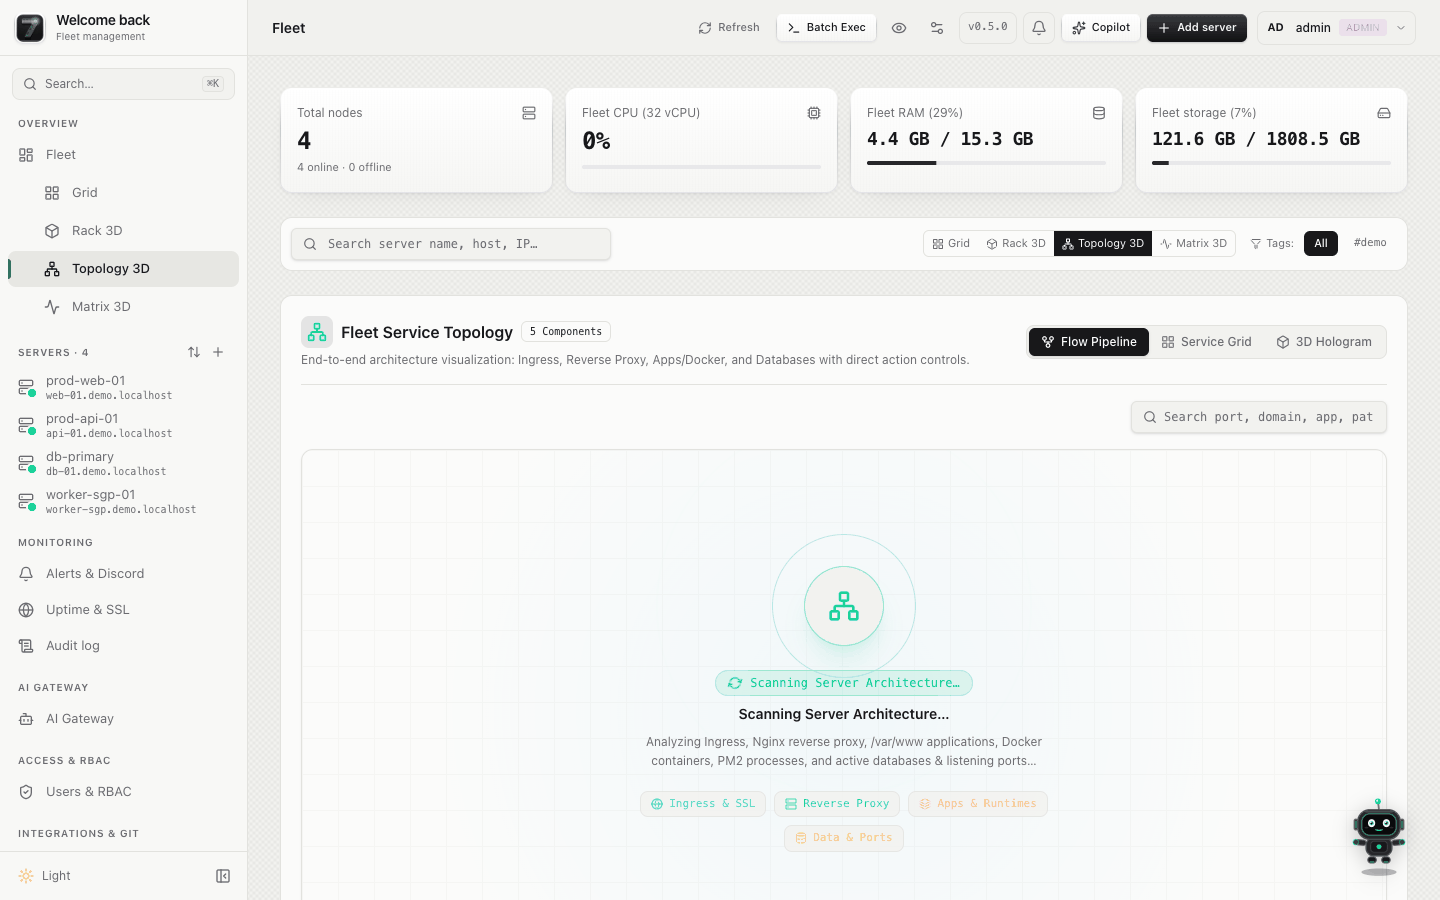 Welcome back
Fleet management
Search...
⌘K
OVERVIEW
Fleet
Grid
Rack 3D
Topology 3D
Matrix 3D
SERVERS · 4
prod-web-01
web-01.demo.localhost
prod-api-01
api-01.demo.localhost
db-primary
db-01.demo.localhost
worker-sgp-01
worker-sgp.demo.localhost
MONITORING
Alerts & Discord
Uptime & SSL
Audit log
AI GATEWAY
AI Gateway
ACCESS & RBAC
Users & RBAC
INTEGRATIONS & GIT
Light
Fleet
Refresh
Batch Exec
v0.5.0
Copilot
Add server
AD admin ADMIN
Total nodes
4
4 online · 0 offline
Fleet CPU (32 vCPU)
0%
Fleet RAM (29%)
4.4 GB / 15.3 GB
Fleet storage (7%)
121.6 GB / 1808.5 GB
Search server name, host, IP…
Grid
Rack 3D
Topology 3D
Matrix 3D
Tags:
All
#demo
Fleet Service Topology
5 Components
End-to-end architecture visualization: Ingress, Reverse Proxy, Apps/Docker, and Databases with direct action controls.
Flow Pipeline
Service Grid
3D Hologram
Search port, domain, app, pat
Scanning Server Architecture…
Scanning Server Architecture...
Analyzing Ingress, Nginx reverse proxy, /var/www applications, Docker
containers, PM2 processes, and active databases & listening ports...
Ingress & SSL
Reverse Proxy
Apps & Runtimes
Data & Ports